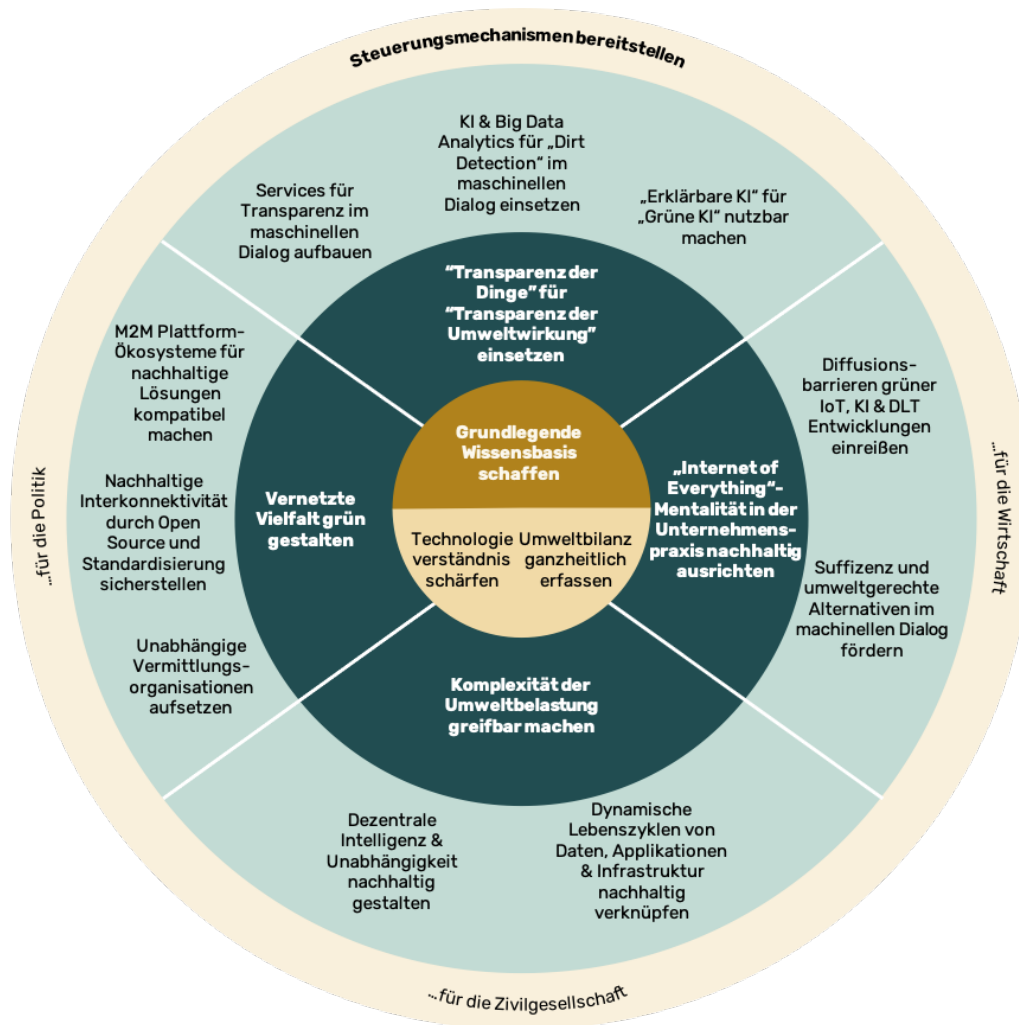 Steuerungsmechanismen bereitstellen
KI & Big Data
Analytics für „Dirt
Detection“ im
maschinellen
Dialog einsetzen
Services für
Transparenz im
maschinellen
Dialog aufbauen
„Erklärbare KI“ für
„Grüne KI“ nutzbar
machen
“Transparenz der
Dinge” für
“Transparenz der
Umweltwirkung”
einsetzen
M2M Plattform-
Ökosysteme für
nachhaltige
Lösungen
kompatibel
machen
Nachhaltige
Interkonnektivität
durch Open
Source und
Standardisierung
sicherstellen
Unabhängige
Vermittlungs-
organisationen
aufsetzen
Vernetzte
Vielfalt grün
gestalten
Grundlegende
Wissensbasis
schaffen
Technologie
verständnis
schärfen
Umweltbilanz
ganzheitlich
erfassen
„Internet of
Everything“-
Mentalität in der
Unternehmens-
praxis nachhaltig
ausrichten
Diffusions-
barrieren grüner
IoT, KI & DLT
Entwicklungen
einreißen
Suffizenz und
umweltgerechte
Alternativen im
machinellen Dialog
fördern
Komplexität der
Umweltbelastung
greifbar machen
Dezentrale
Intelligenz &
Unabhängigkeit
nachhaltig
gestalten
Dynamische
Lebenszyklen von
Daten, Applikationen
& Infrastruktur
nachhaltig
verknüpfen
...für die Politik
...für die Wirtschaft
...für die Zivilgesellschaft